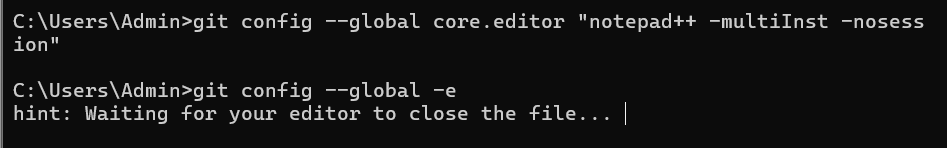 C:\Users\Admin>git config --global core.editor "notepad++ -multiInst -nosess
ion"
C:\Users\Admin>git config --global -e
hint: Waiting for your editor to close the file...